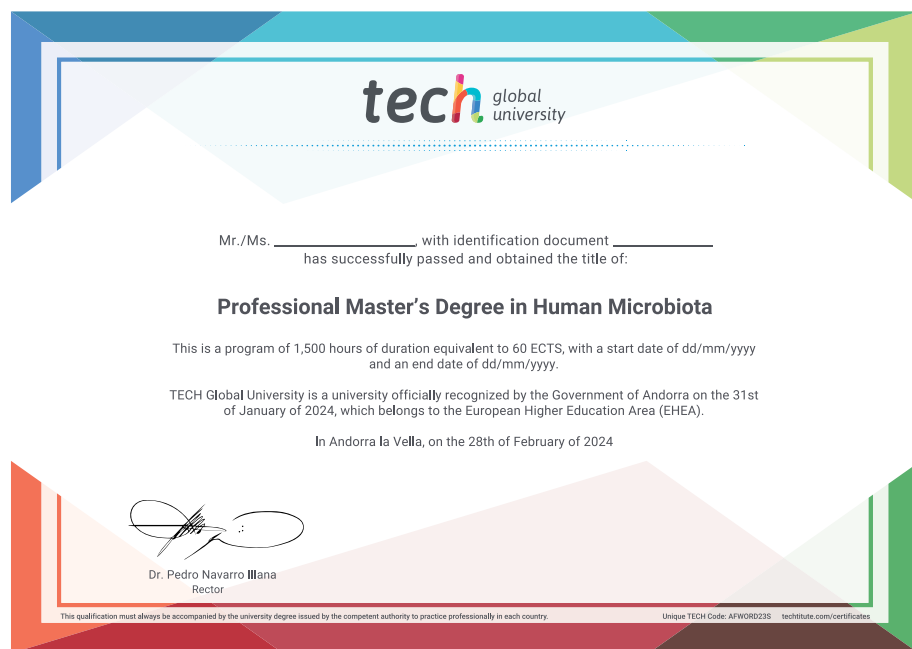 tech global university
Mr./Ms. ____________, with identification document ____________
has successfully passed and obtained the title of:
Professional Master’s Degree in Human Microbiota
This is a program of 1,500 hours of duration equivalent to 60 ECTS, with a start date of dd/mm/yyyy
and an end date of dd/mm/yyyy.
TECH Global University is a university officially recognized by the Government of Andorra on the 31st
of January of 2024, which belongs to the European Higher Education Area (EHEA).
In Andorra la Vella, on the 28th of February of 2024
Dr. Pedro Navarro Illana
Rector
This qualification must always be accompanied by the university degree issued by the competent authority to practice professionally in each country.
Unique TECH Code: AFWORD23S techtitute.com/certificates